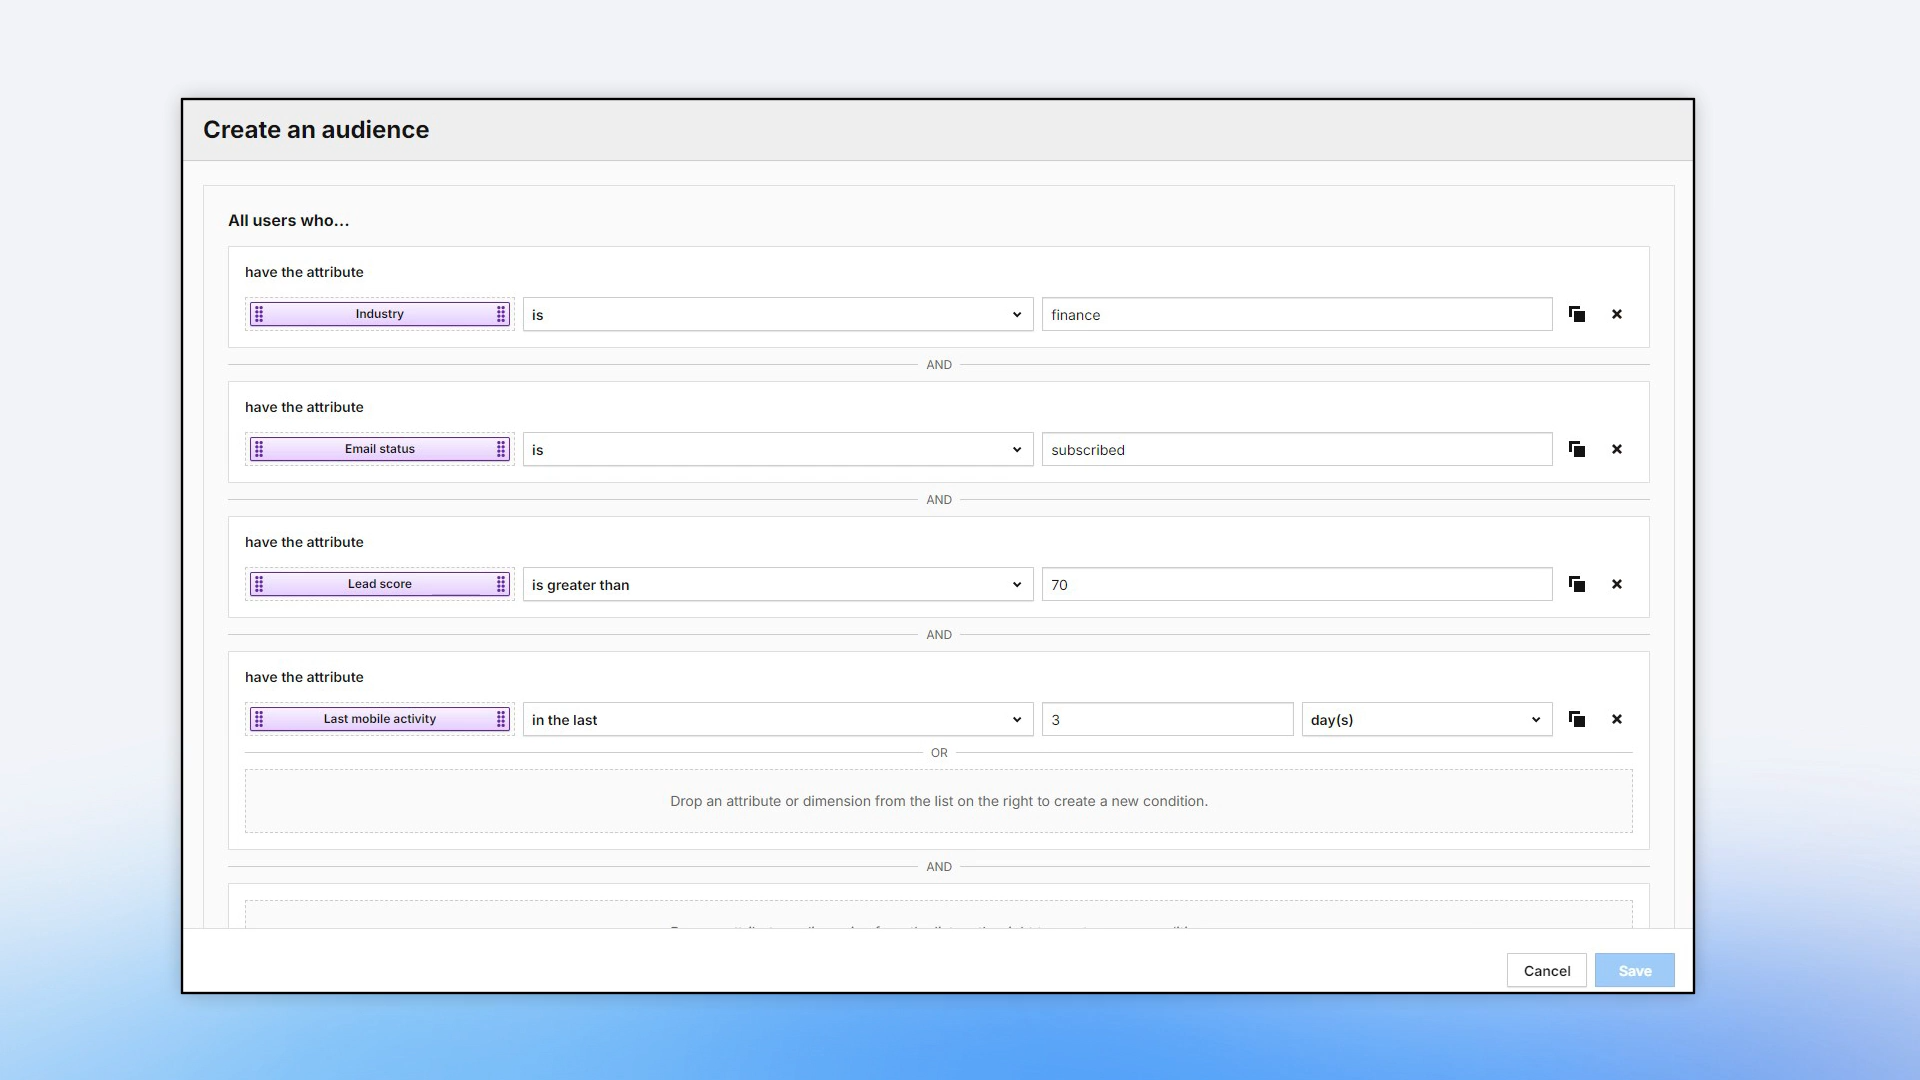 Create an audience
All users who...
have the attribute
Industry is finance
AND
have the attribute
Email status is subscribed
AND
have the attribute
Lead score is greater than 70
AND
have the attribute
Last mobile activity in the last 3 day(s)
OR
Drop an attribute or dimension from the list on the right to create a new condition.
AND
Cancel Save